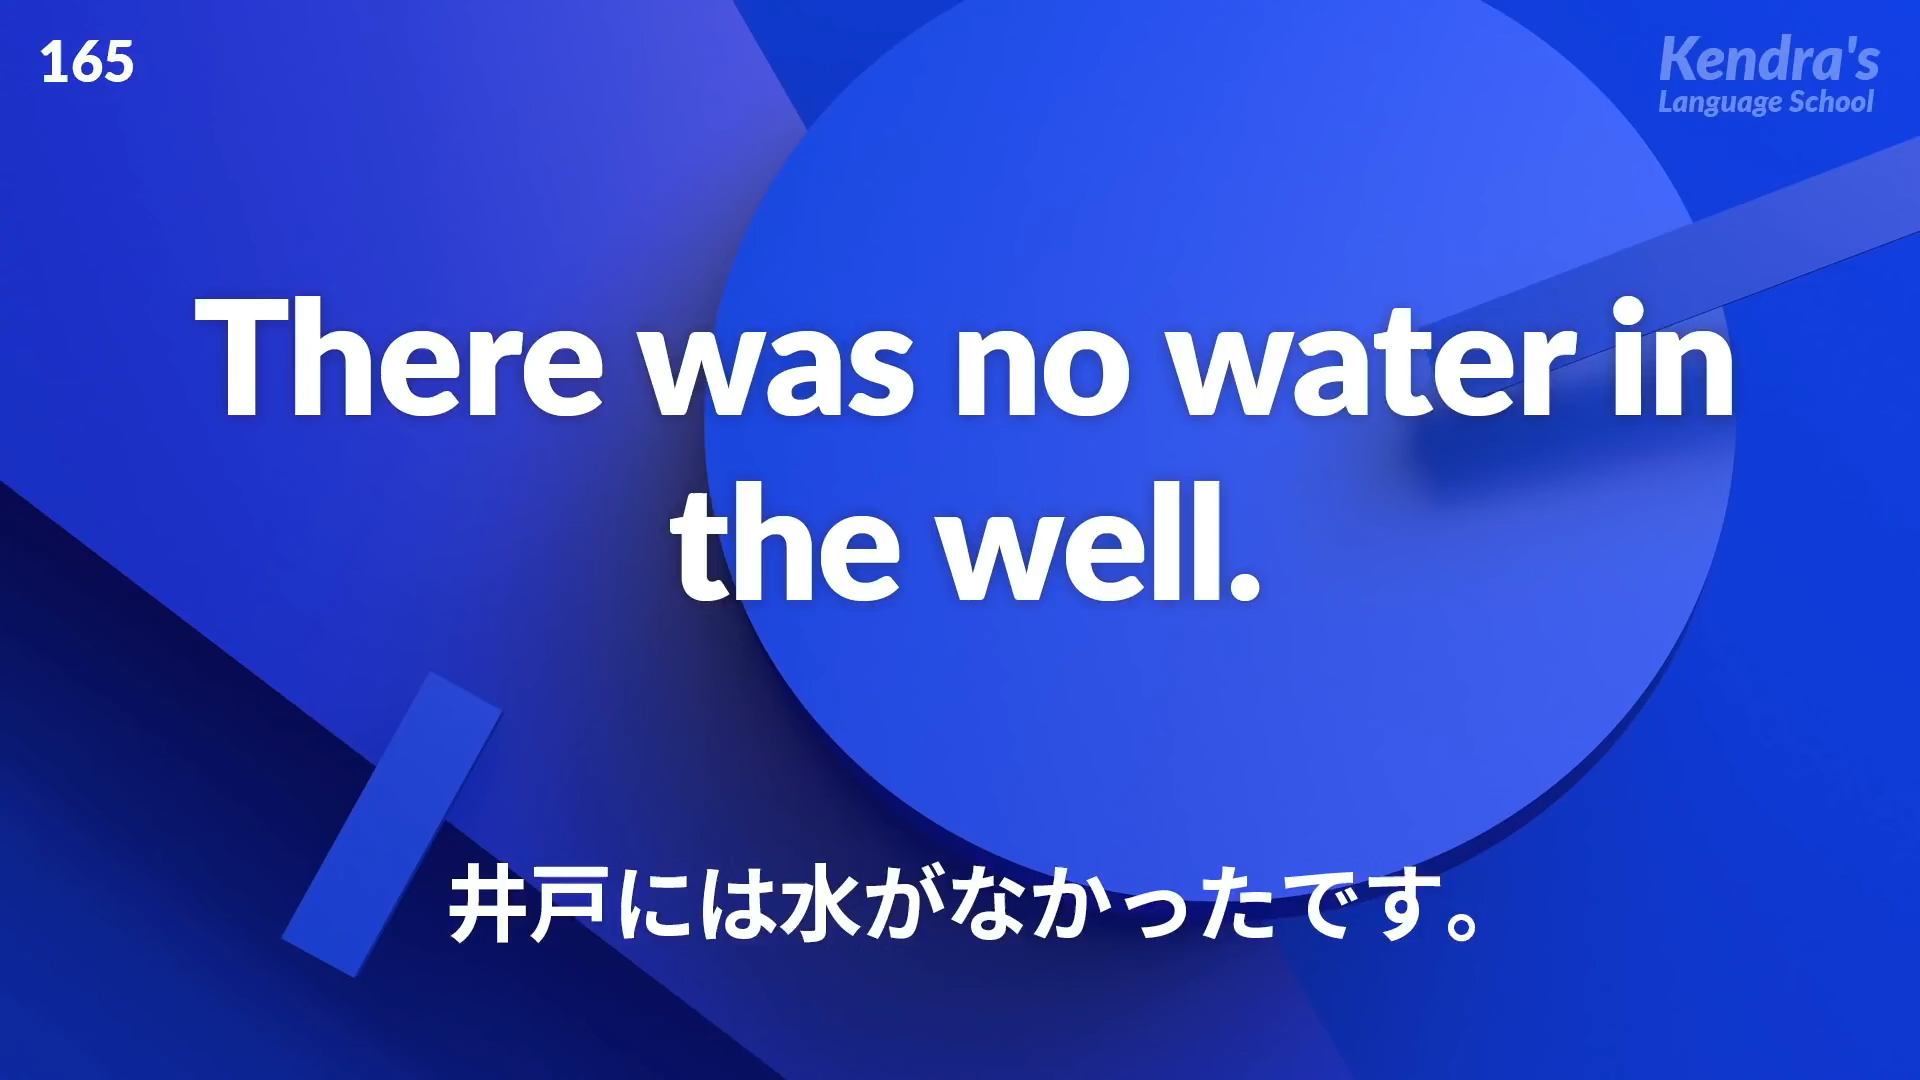 165
Kendra's
Language School
There was no water in
the well.
井戸には水がなかったです。